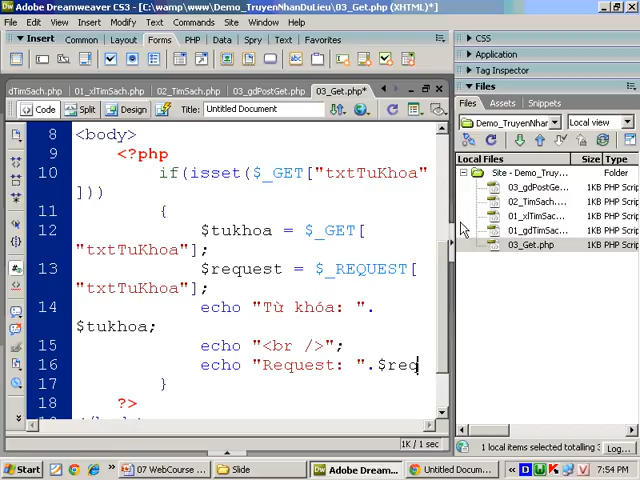 Adobe Dreamweaver CS3 - [C:\wamp\www\Demo_TruyenNhanDuLieu\03_Get.php (XHTML)*]
File Edit View Insert Modify Text Commands Site Window Help
Insert Common Layout Forms PHP Data Spry Text Favorites
CSS
Application
Tag Inspector
Files
dTimSach.php 01_xlTimSach.php 02_TimSach.php 03_gdPostGet.php 03_Get.php*
Code Split Design Title: Untitled Document
Files Assets Snippets
Demo_TruyenNhar Local view
Local Files Size Type
Site - Demo_Truy... Folder
03_gdPostGe... 1KB PHP Scrip
02_TimSach.... 1KB PHP Scrip
01_xlTimSac... 1KB PHP Scrip
01_gdTimSac... 1KB PHP Scrip
03_Get.php 1KB PHP Scrip
8 <body>
9 <?php
10 if(isset($_GET["txtTuKhoa"
]))
11 {
12 $tukhoa = $_GET[
"txtTuKhoa"];
13 $request = $_REQUEST[
"txtTuKhoa"];
14 echo "Từ khóa: ".
$tukhoa;
15 echo "<br />";
16 echo "Request: ".$req
17 }
18 ?>
1K / 1 sec
1 local items selected totalling 3 Log...
Start 07 WebCourse Slide Adobe Dream... Untitled Docum... 7:54 AM